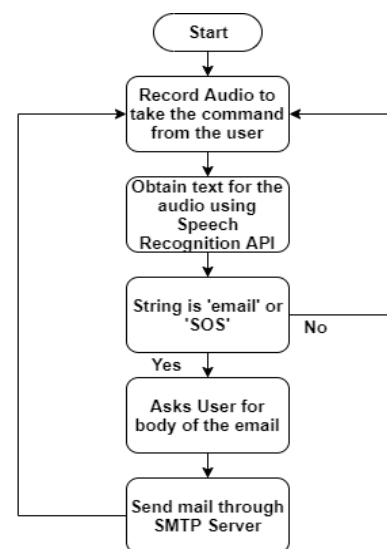 Start
Record Audio to
take the command
from the user
Obtain text for the
audio using
Speech
Recognition API
String is 'email' or
'SOS'
No
Yes
Asks User for
body of the email
Send mail through
SMTP Server